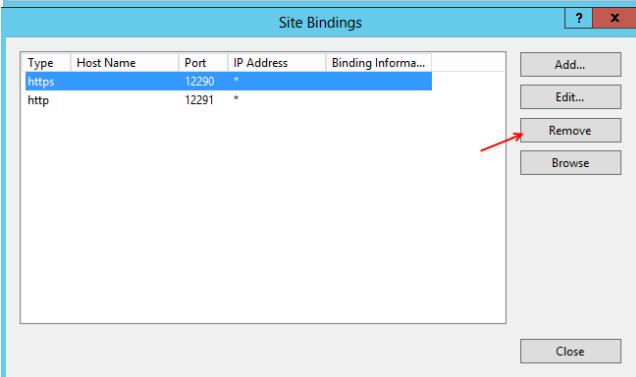 Site Bindings
? x
Type Host Name Port IP Address Binding Informa...
https 12290 *
http 12291 *
Add...
Edit...
Remove
Browse
Close